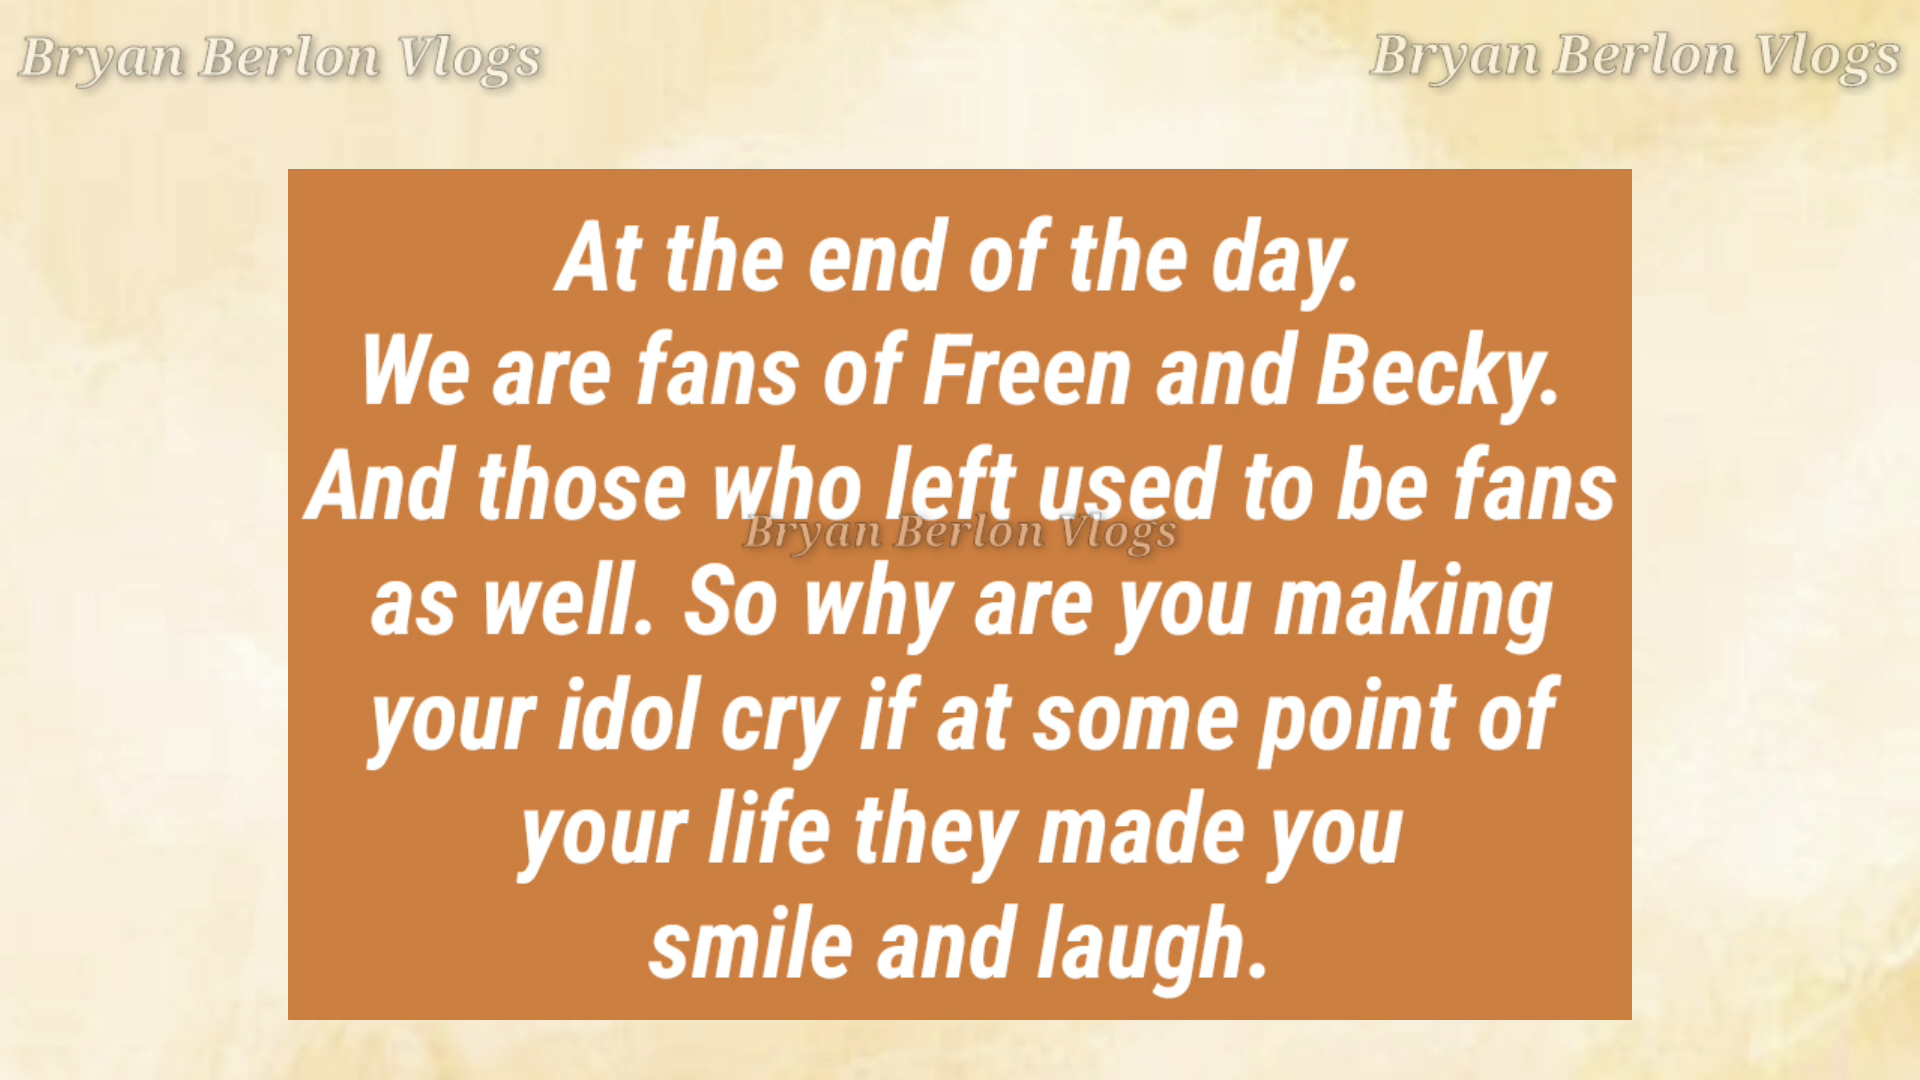 Bryan Berlon Vlogs
Bryan Berlon Vlogs
At the end of the day.
We are fans of Freen and Becky.
And those who left used to be fans
Bryan Berlon Vlogs
as well. So why are you making
your idol cry if at some point of
your life they made you
smile and laugh.